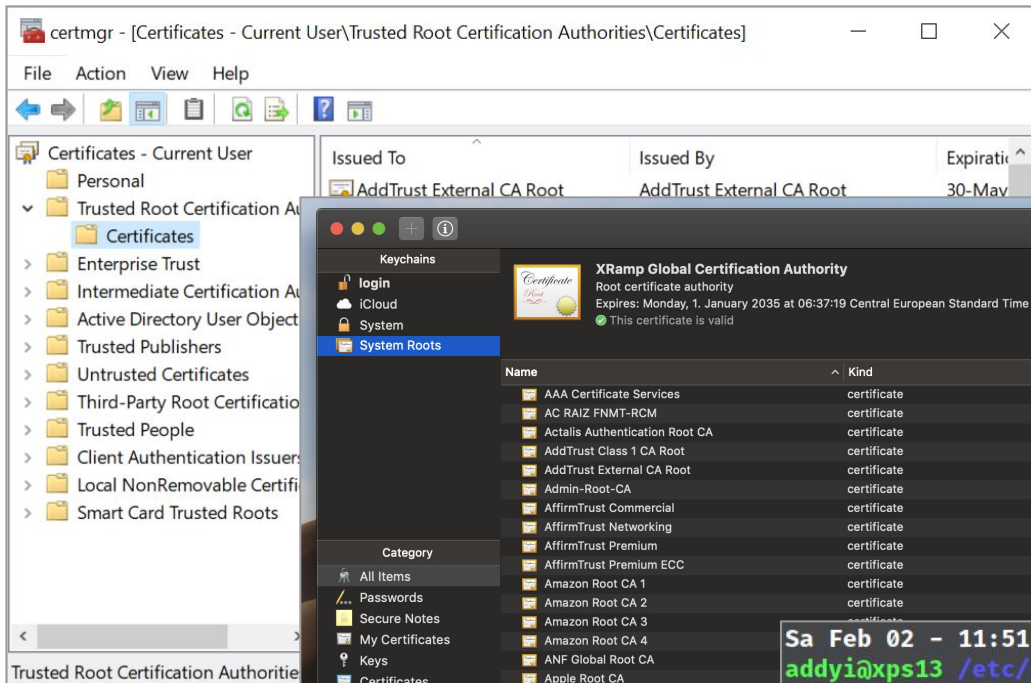 certmgr - [Certificates - Current User\Trusted Root Certification Authorities\Certificates]
File Action View Help
Certificates - Current User
Personal
Trusted Root Certification Au
Certificates
Enterprise Trust
Intermediate Certification Au
Active Directory User Object
Trusted Publishers
Untrusted Certificates
Third-Party Root Certificatio
Trusted People
Client Authentication Issuers
Local NonRemovable Certifi
Smart Card Trusted Roots
Trusted Root Certification Authoritie
Issued To Issued By Expiratic
AddTrust External CA Root AddTrust External CA Root 30-May
Keychains
login
iCloud
System
System Roots
Category
All Items
Passwords
Secure Notes
My Certificates
Keys
Certificates
Certificate
Root
XRamp Global Certification Authority
Root certificate authority
Expires: Monday, 1. January 2035 at 06:37:19 Central European Standard Time
This certificate is valid
Name Kind
AAA Certificate Services certificate
AC RAIZ FNMT-RCM certificate
Actalis Authentication Root CA certificate
AddTrust Class 1 CA Root certificate
AddTrust External CA Root certificate
Admin-Root-CA certificate
AffirmTrust Commercial certificate
AffirmTrust Networking certificate
AffirmTrust Premium certificate
AffirmTrust Premium ECC certificate
Amazon Root CA 1 certificate
Amazon Root CA 2 certificate
Amazon Root CA 3 certificate
Amazon Root CA 4
ANF Global Root CA
Apple Root CA
Sa Feb 02 - 11:51
addyi@xps13 /etc/